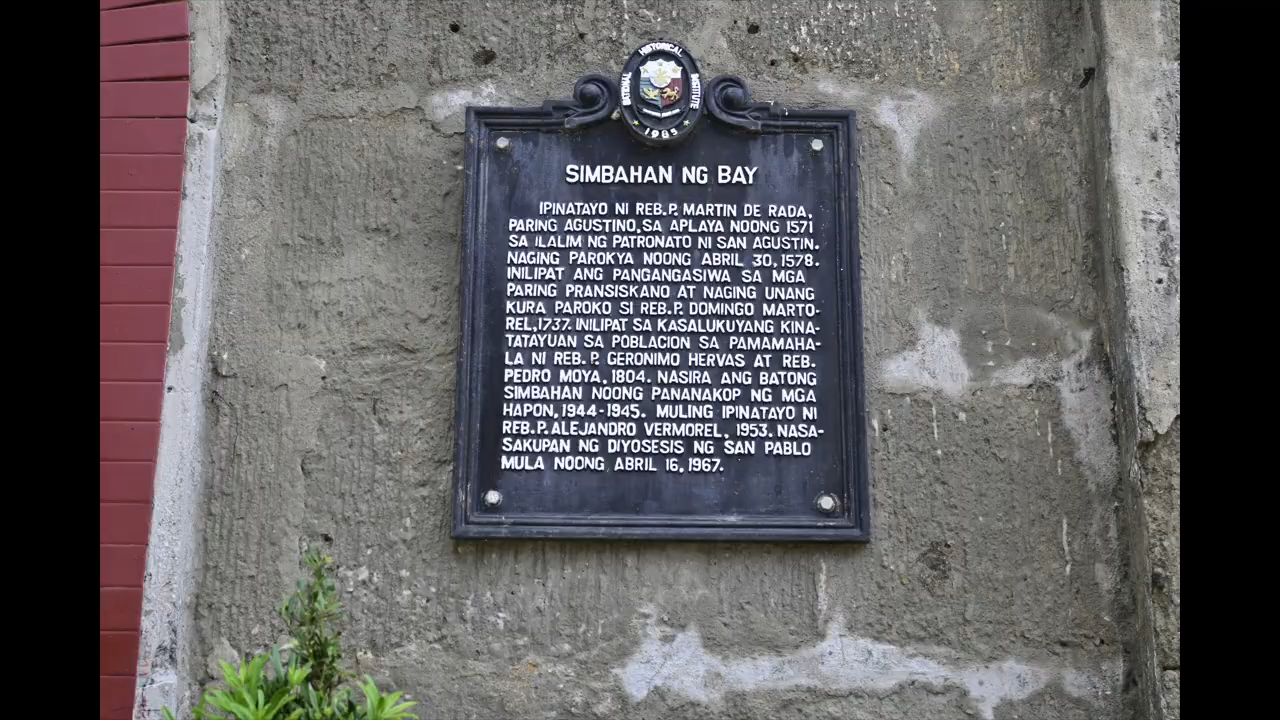 NATIONAL HISTORICAL INSTITUTE
1985
SIMBAHAN NG BAY
IPINATAYO NI REB.P. MARTIN DE RADA,
PARING AGUSTINO,SA APLAYA NOONG 1571
SA ILALIM NG PATRONATO NI SAN AGUSTIN.
NAGING PAROKYA NOONG ABRIL 30,1578.
INILIPAT ANG PANGANGASIWA SA MGA
PARING PRANSISKANO AT NAGING UNANG
KURA PAROKO SI REB.P. DOMINGO MARTO-
REL,1737. INILIPAT SA KASALUKUYANG KINA-
TATAYUAN SA POBLACION SA PAMAMAHA-
LA NI REB. P. GERONIMO HERVAS AT REB.
PEDRO MOYA, 1804. NASIRA ANG BATONG
SIMBAHAN NOONG PANANAKOP NG MGA
HAPON, 1944-1945. MULING IPINATAYO NI
REB.P. ALEJANDRO VERMOREL, 1953. NASA-
SAKUPAN NG DIYOSESIS NG SAN PABLO
MULA NOONG ABRIL 16, 1967.